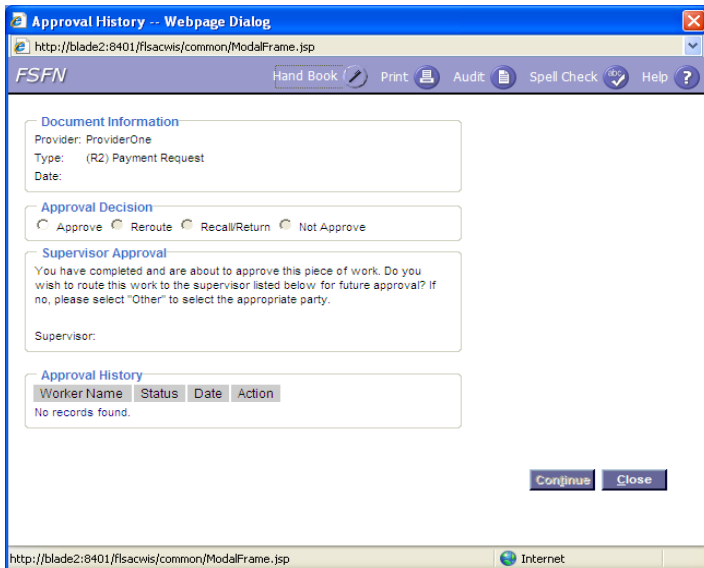 Approval History -- Webpage Dialog
http://blade2:8401/flsacwis/common/ModalFrame.jsp
FSFN Hand Book Print Audit Spell Check abc Help ?
Document Information
Provider: ProviderOne
Type: (R2) Payment Request
Date:
Approval Decision
Approve Reroute Recall/Return Not Approve
Supervisor Approval
You have completed and are about to approve this piece of work. Do you
wish to route this work to the supervisor listed below for future approval? If
no, please select "Other" to select the appropriate party.
Supervisor:
Approval History
Worker Name Status Date Action
No records found.
Continue Close
http://blade2:8401/flsacwis/common/ModalFrame.jsp Internet